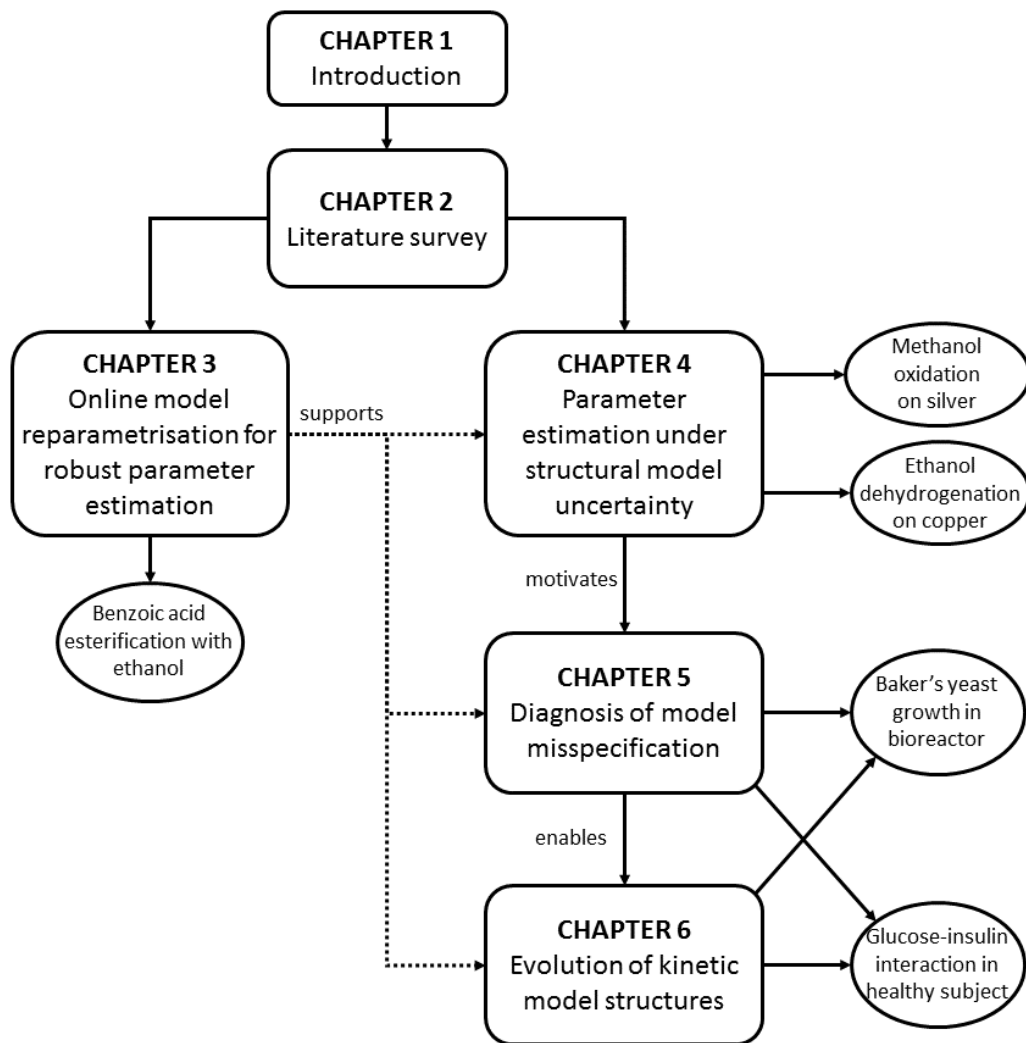 CHAPTER 1
Introduction
CHAPTER 2
Literature survey
CHAPTER 3
Online model
reparametrisation for
robust parameter
estimation
supports
CHAPTER 4
Parameter
estimation under
structural model
uncertainty
Methanol
oxidation
on silver
Ethanol
dehydrogenation
on copper
Benzoic acid
esterification with
ethanol
motivates
CHAPTER 5
Diagnosis of model
misspecification
Baker's yeast
growth in
bioreactor
enables
CHAPTER 6
Evolution of kinetic
model structures
Glucose-insulin
interaction in
healthy subject